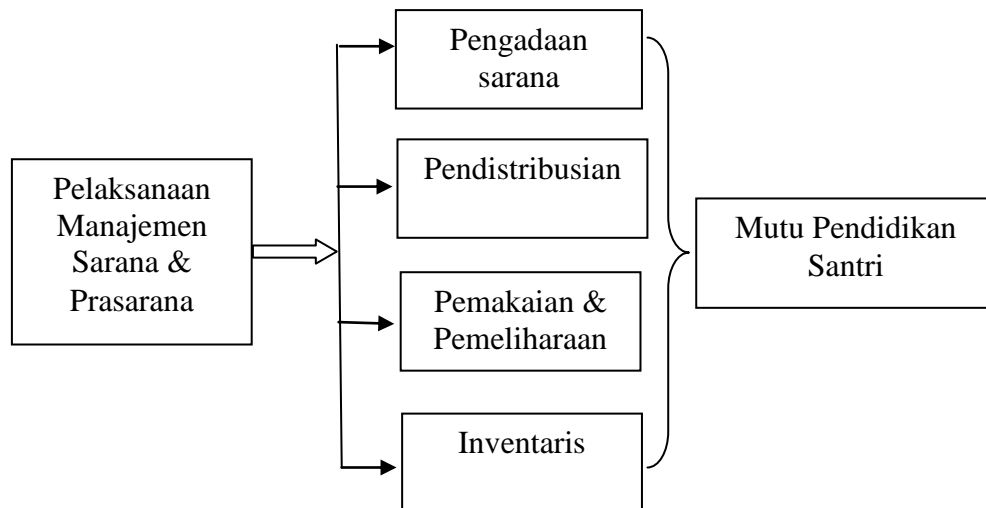 Pelaksanaan
Manajemen
Sarana &
Prasarana
Pengadaan
sarana
Pendistribusian
Pemakaian &
Pemeliharaan
Inventaris
Mutu Pendidikan
Santri